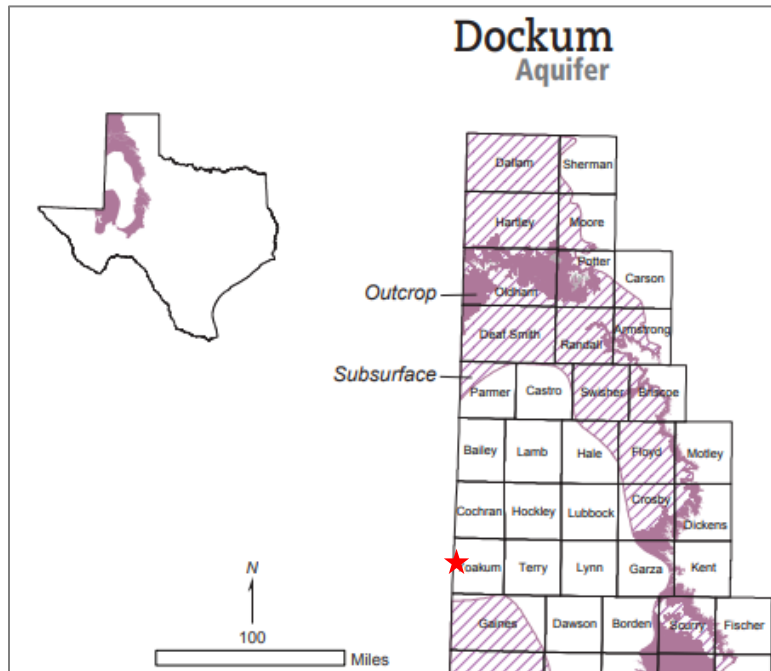 Dockum
Aquifer
Dallam Sherman
Hartley Moore
Potter
Outcrop Oldham Carson
Deaf Smith Randall Armstrong
Subsurface
Parmer Castro Swisher Briscoe
Bailey Lamb Hale Floyd Motley
Crosby
Cochran Hockley Lubbock Dickens
oakum Terry Lynn Garza Kent
N
100
Miles
Gaines Dawson Borden Scurry Fischer